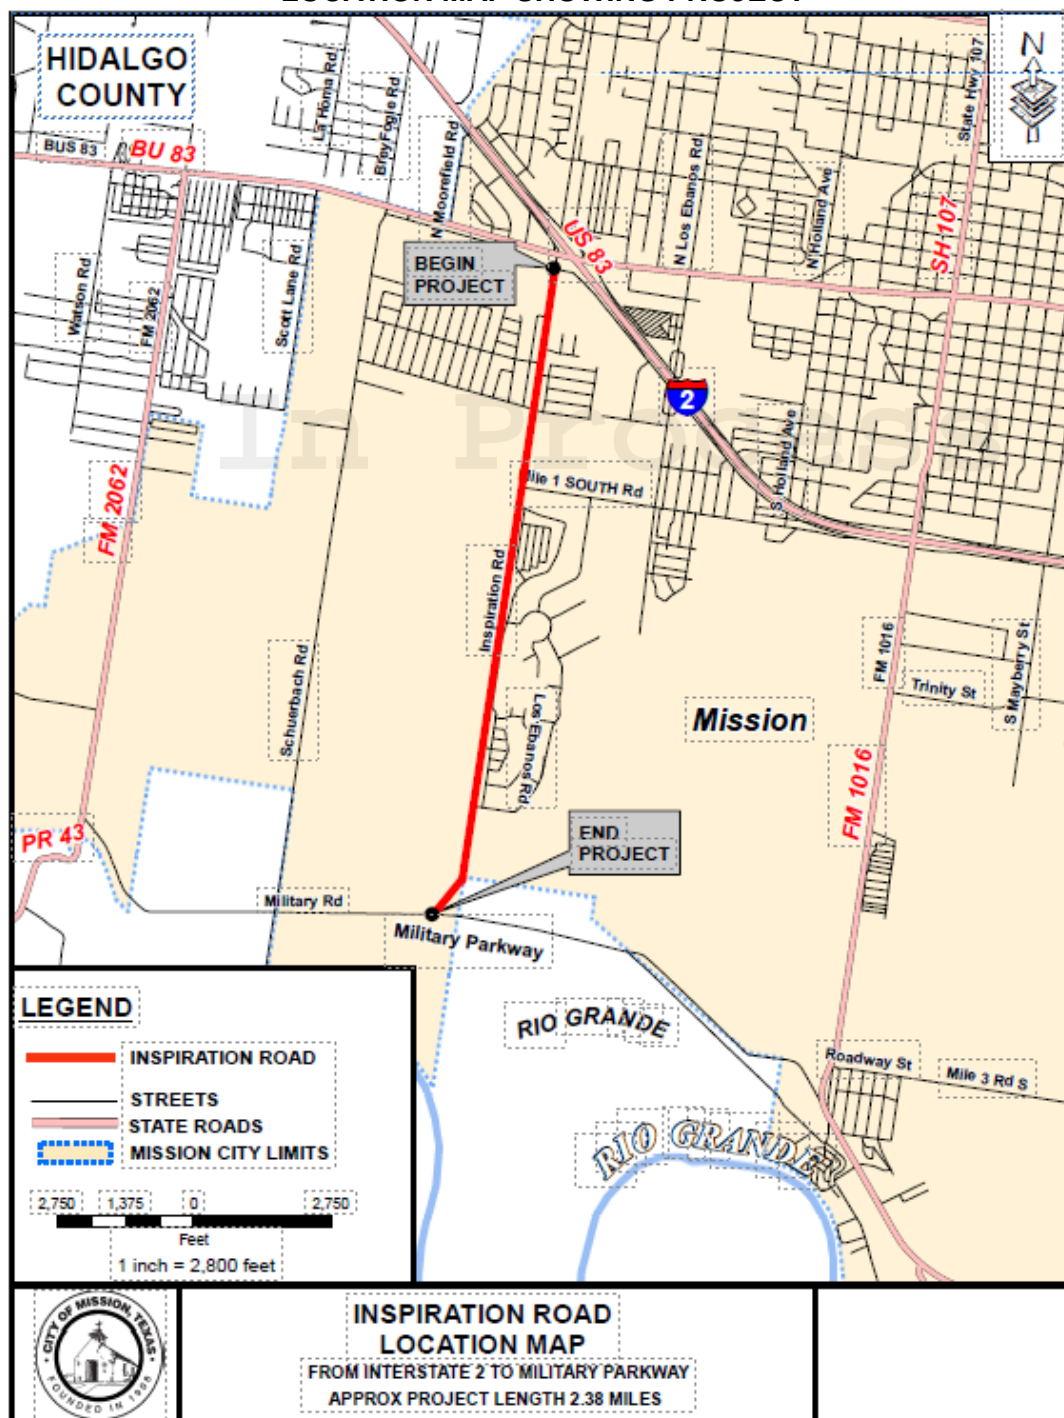 LOCATION MAP SHOWING PROJECT
HIDALGO
COUNTY
N
State Hwy 107
La Homa Rd
Brey Fogle Rd
N Moorefield Rd
N Los Ebanos Rd
N Holland Ave
BUS 83
BU 83
US 83
SH 107
BEGIN
PROJECT
Watson Rd
FM 2062
Scott Lane Rd
2
In Process
S Holland Ave
Mile 1 SOUTH Rd
FM 2062
Inspiration Rd
Schuerbach Rd
FM 1016
Trinity St
S Mayberry St
Los Ebanos Rd
Mission
FM 1016
PR 43
END
PROJECT
Military Rd
Military Parkway
RIO GRANDE
Roadway St
Mile 3 Rd S
RIO GRANDE
LEGEND
INSPIRATION ROAD
STREETS
STATE ROADS
MISSION CITY LIMITS
2,750 1,375 0 2,750
Feet
1 inch = 2,800 feet
CITY OF MISSION, TEXAS
FOUNDED IN 1908
INSPIRATION ROAD
LOCATION MAP
FROM INTERSTATE 2 TO MILITARY PARKWAY
APPROX PROJECT LENGTH 2.38 MILES